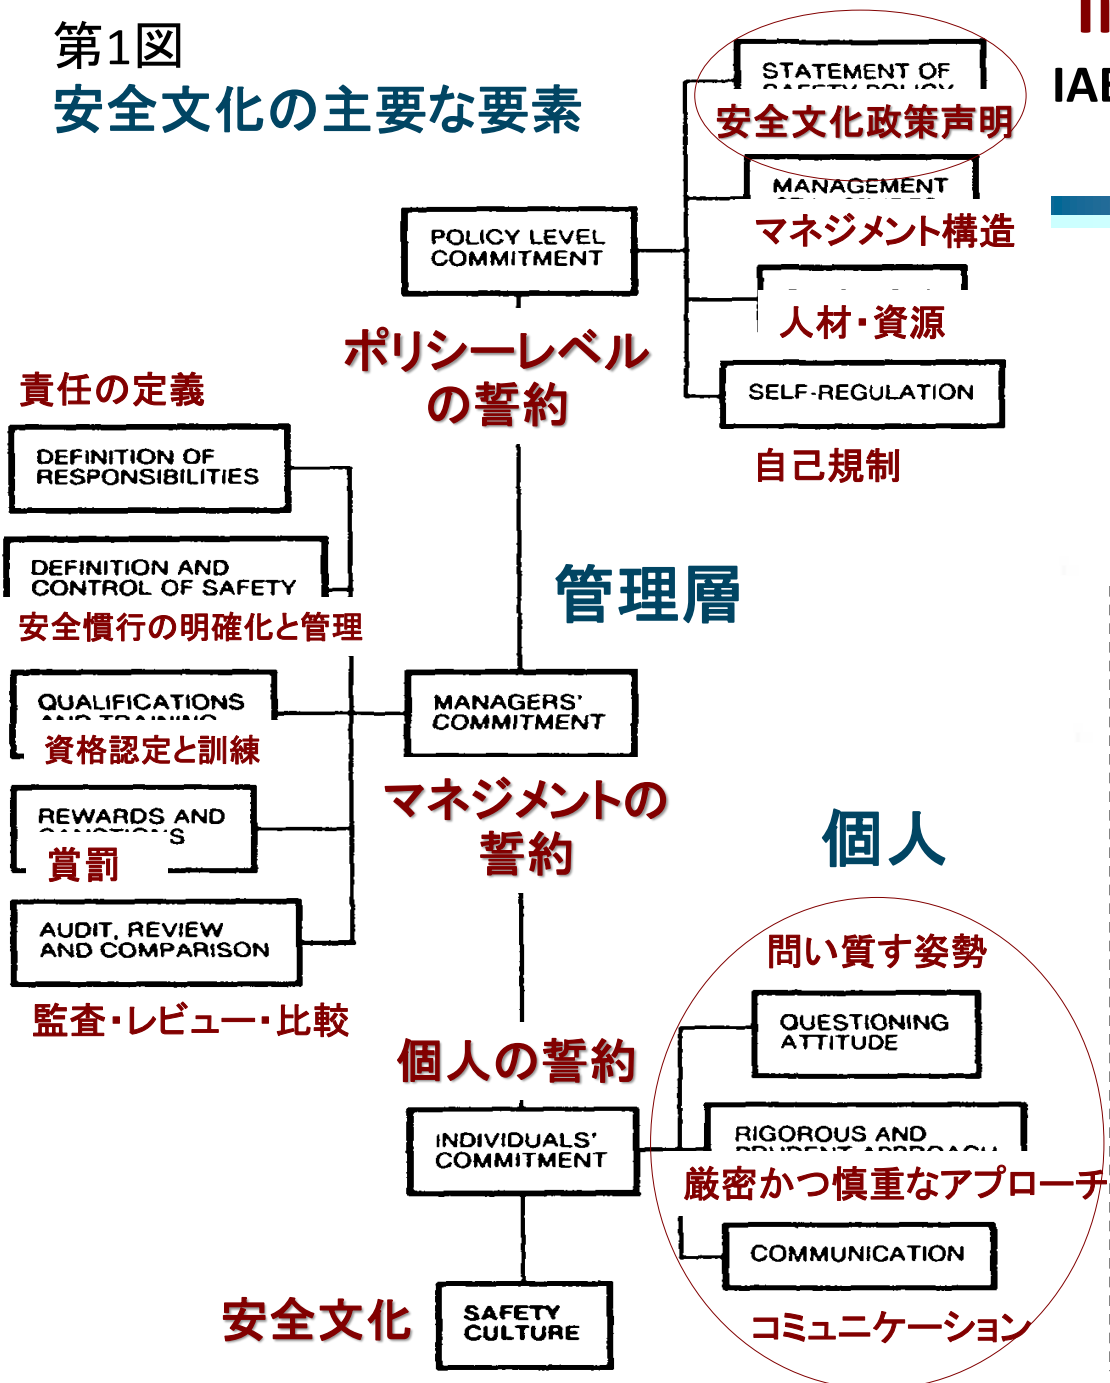 第1図
安全文化の主要な要素
STATEMENT OF
SAFETY POLICY
安全文化政策声明
MANAGEMENT
マネジメント構造
POLICY LEVEL
COMMITMENT
人材・資源
ポリシーレベル
の誓約
SELF-REGULATION
自己規制
責任の定義
DEFINITION OF
RESPONSIBILITIES
DEFINITION AND
CONTROL OF SAFETY
安全慣行の明確化と管理
管理層
QUALIFICATIONS
AND TRAINING
資格認定と訓練
MANAGERS'
COMMITMENT
マネジメントの
誓約
REWARDS AND
SANCTIONS
賞罰
AUDIT, REVIEW
AND COMPARISON
監査・レビュー・比較
個人
問い質す姿勢
QUESTIONING
ATTITUDE
個人の誓約
INDIVIDUALS'
COMMITMENT
RIGOROUS AND
PRUDENT APPROACH
厳密かつ慎重なアプローチ
COMMUNICATION
コミュニケーション
安全文化
SAFETY
CULTURE